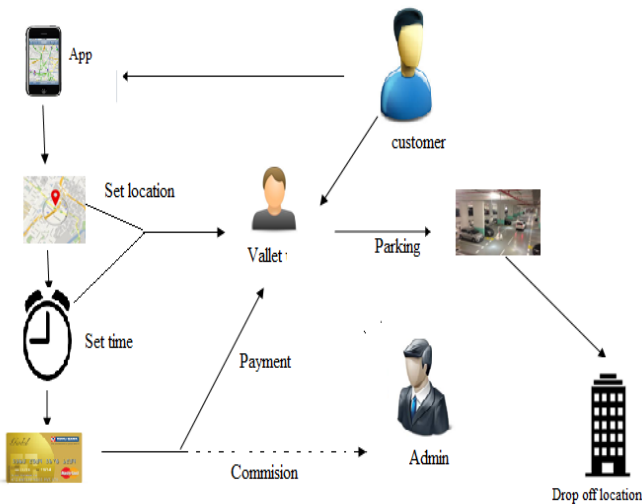 App
customer
Set location
Vallet
Parking
Set time
Payment
Commision
Admin
Drop off location